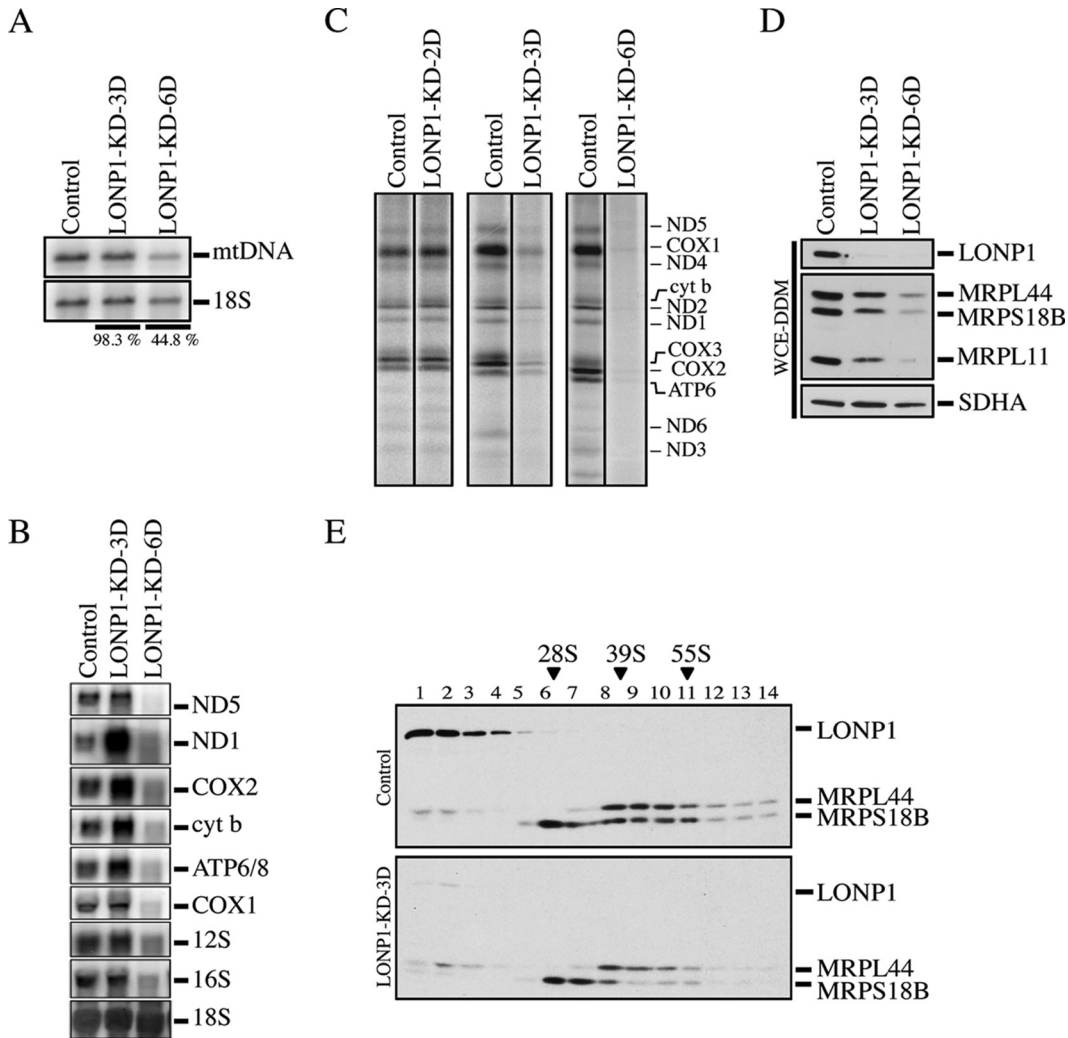 A
Control
LONP1-KD-3D
LONP1-KD-6D
mtDNA
18S
98.3 %
44.8 %
B
Control
LONP1-KD-3D
LONP1-KD-6D
ND5
ND1
COX2
cyt b
ATP6/8
COX1
12S
16S
18S
C
Control
LONP1-KD-2D
Control
LONP1-KD-3D
Control
LONP1-KD-6D
ND5
COX1
ND4
cyt b
ND2
ND1
COX3
COX2
ATP6
ND6
ND3
D
Control
LONP1-KD-3D
LONP1-KD-6D
WCE-DDM
LONP1
MRPL44
MRPS18B
MRPL11
SDHA
E
28S 39S 55S
1 2 3 4 5 6 7 8 9 10 11 12 13 14
Control
LONP1
MRPL44
MRPS18B
LONP1-KD-3D
LONP1
MRPL44
MRPS18B